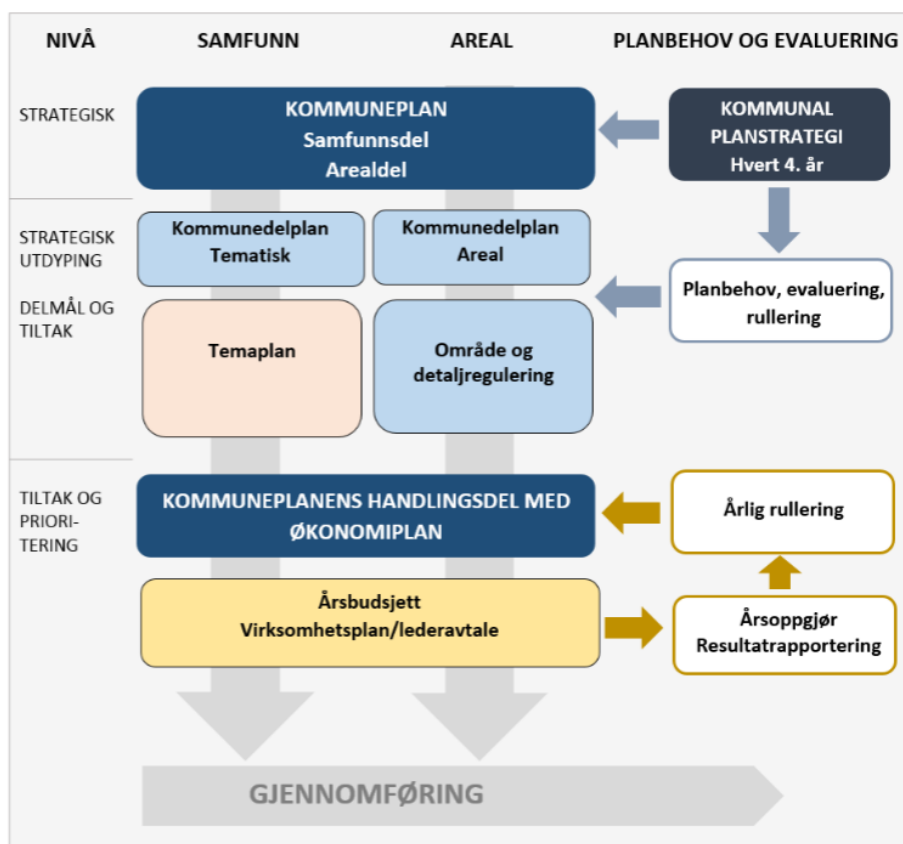 NIVÅ
SAMFUNN
AREAL
PLANBEHOV OG EVALUERING
STRATEGISK
KOMMUNEPLAN
Samfunnsdel
Arealdel
KOMMUNAL
PLANSTRATEGI
Hvert 4. år
STRATEGISK
UTDYPING
Kommunedelplan
Tematisk
Kommunedelplan
Areal
Planbehov, evaluering,
rullering
DELMÅL OG
TILTAK
Temaplan
Område og
detaljregulering
TILTAK OG
PRIORI-
TERING
KOMMUNEPLANENS HANDLINGSDEL MED
ØKONOMIPLAN
Årlig rullering
Årsbudsjett
Virksomhetsplan/lederavtale
Årsoppgjør
Resultatrapportering
GJENNOMFØRING